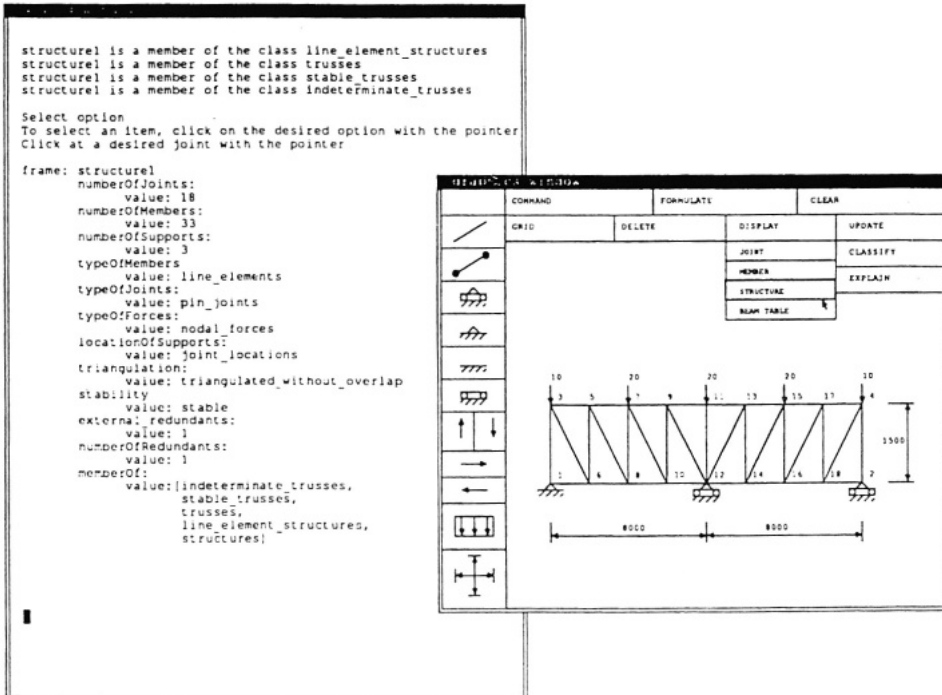 structure1 is a member of the class line_element_structures
structure1 is a member of the class trusses
structure1 is a member of the class stable_trusses
structure1 is a member of the class indeterminate_trusses
Select option
To select an item, click on the desired option with the pointer
Click at a desired joint with the pointer
frame: structure1
numberOfJoints:
value: 18
numberOfMembers:
value: 33
numberOfSupports:
value: 3
typeOfMembers
value: line_elements
typeOfJoints:
value: pin_joints
typeOfForces:
value: nodal_forces
locationOfSupports:
value: joint_locations
triangulation:
value: triangulated_without_overlap
stability
value: stable
external_redundants:
value: 1
numberOfRedundants:
value: 1
memberOf:
value:[indeterminate_trusses,
stable_trusses,
trusses,
line_element_structures,
structures]
graphics window
COMMAND FORMULATE CLEAR
GRID DELETE DISPLAY UPDATE
JOINT CLASSIFY
MEMBER
EXPLAIN
STRUCTURE
BEAM TABLE
10 20 20 20 10
3 5 7 9 11 13 15 17 4
1500
1 6 8 10 12 14 16 18 2
8000 8000